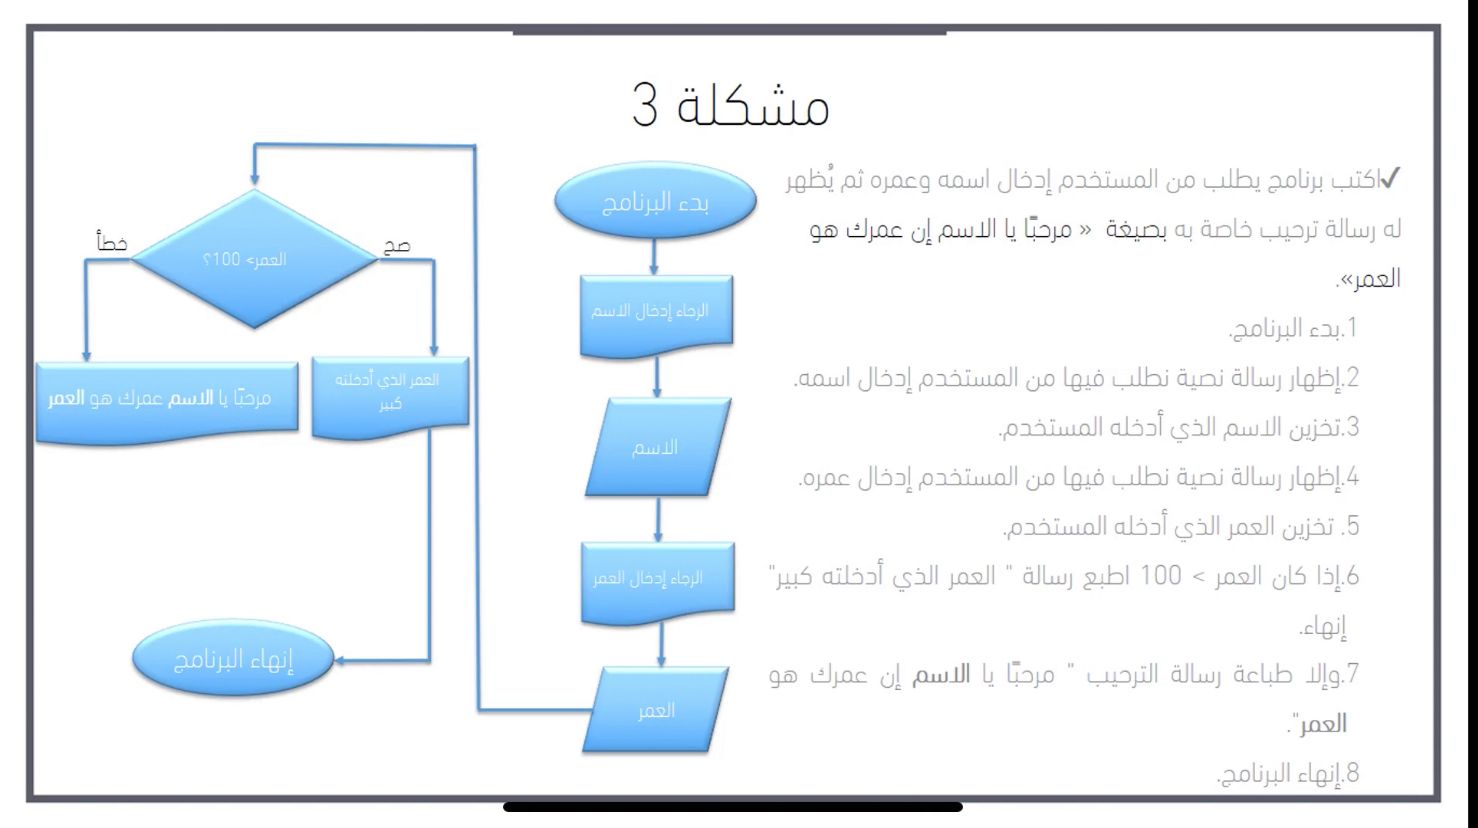 مشكلة 3
✓اكتب برنامج يطلب من المستخدم إدخال اسمه وعمره ثم يُظهر
له رسالة ترحيب خاصة به بصيغة « مرحبًا يا الاسم إن عمرك هو
العمر».
1.بدء البرنامج.
2.إظهار رسالة نصية نطلب فيها من المستخدم إدخال اسمه.
3.تخزين الاسم الذي أدخله المستخدم.
4.إظهار رسالة نصية نطلب فيها من المستخدم إدخال عمره.
5. تخزين العمر الذي أدخله المستخدم.
6.إذا كان العمر > 100 اطبع رسالة " العمر الذي أدخلته كبير"
إنهاء.
7.وإلا طباعة رسالة الترحيب " مرحبًا يا الاسم إن عمرك هو
العمر".
8.إنهاء البرنامج.
بدء البرنامج
الرجاء إدخال الاسم
الاسم
الرجاء إدخال العمر
العمر
العمر> 100؟
صح
خطأ
العمر الذي أدخلته
كبير
مرحبًا يا الاسم عمرك هو العمر
إنهاء البرنامج